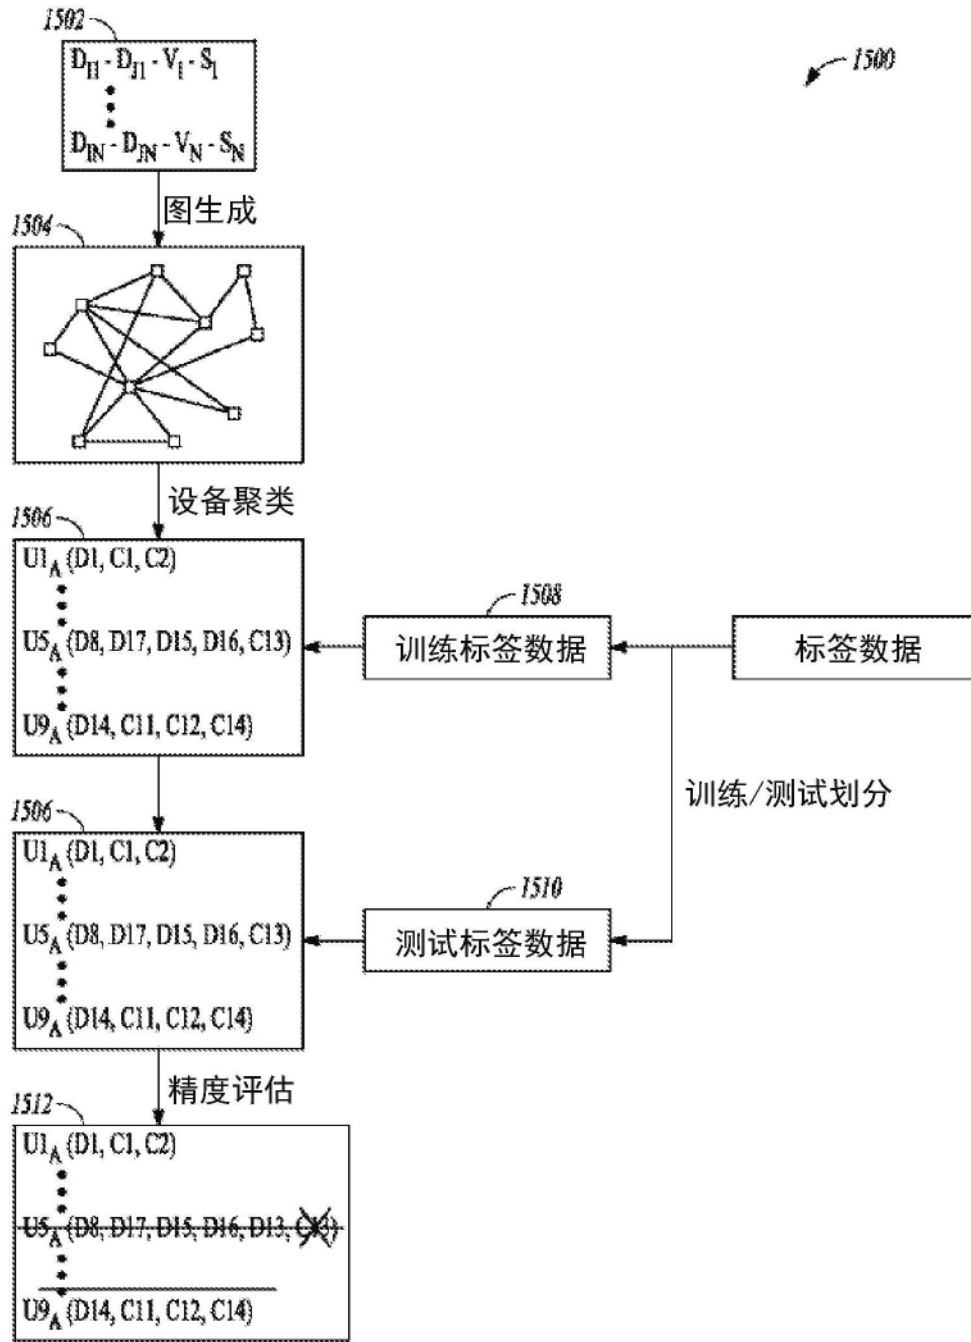 1502
D_I1 - D_J1 - V_1 - S_1
D_IN - D_JN - V_N - S_N
1500
图生成
1504
设备聚类
1506
U1_A (D1, C1, C2)
U5_A (D8, D17, D15, D16, C13)
U9_A (D14, C11, C12, C14)
1508
训练标签数据
标签数据
训练/测试划分
1506
U1_A (D1, C1, C2)
U5_A (D8, D17, D15, D16, C13)
U9_A (D14, C11, C12, C14)
1510
测试标签数据
精度评估
1512
U1_A (D1, C1, C2)
U5_A (D8, D17, D15, D16, D13, C13)
U9_A (D14, C11, C12, C14)